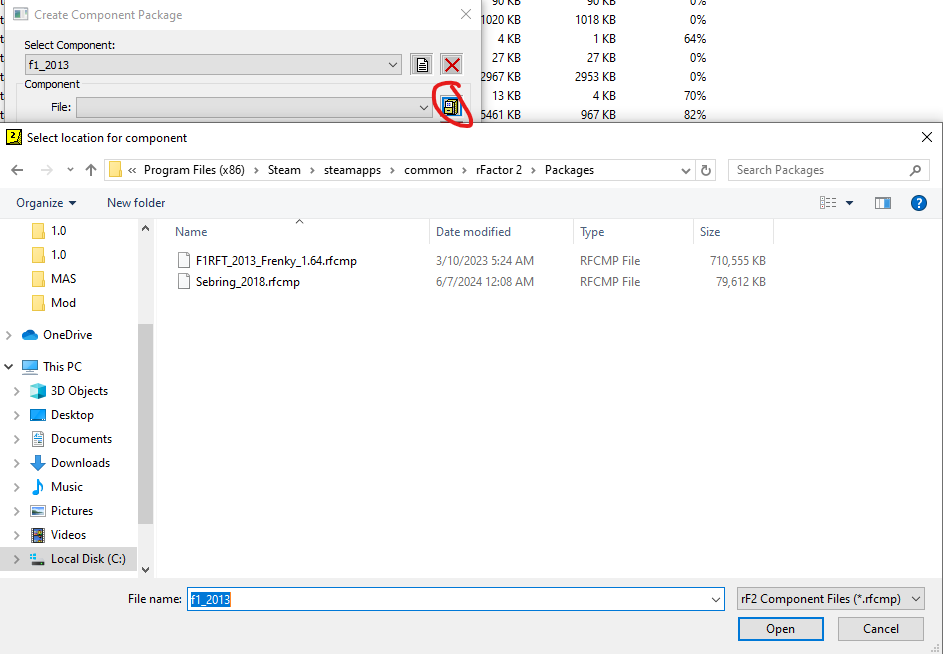 90 KB 90 KB 0%
Create Component Package
1020 KB 1018 KB 0%
Select Component:
4 KB 1 KB 64%
f1_2013
27 KB 27 KB 0%
2967 KB 2953 KB 0%
Component
13 KB 4 KB 70%
File:
5461 KB 967 KB 82%
2 Select location for component
« Program Files (x86) > Steam > steamapps > common > rFactor 2 > Packages
Search Packages
Organize New folder
?
Name Date modified Type Size
1.0
1.0
MAS
Mod
OneDrive
This PC
3D Objects
Desktop
Documents
Downloads
Music
Pictures
Videos
Local Disk (C:)
F1RFT_2013_Frenky_1.64.rfcmp 3/10/2023 5:24 AM RFCMP File 710,555 KB
Sebring_2018.rfcmp 6/7/2024 12:08 AM RFCMP File 79,612 KB
File name: f1_2013 rF2 Component Files (*.rfcmp)
Open Cancel